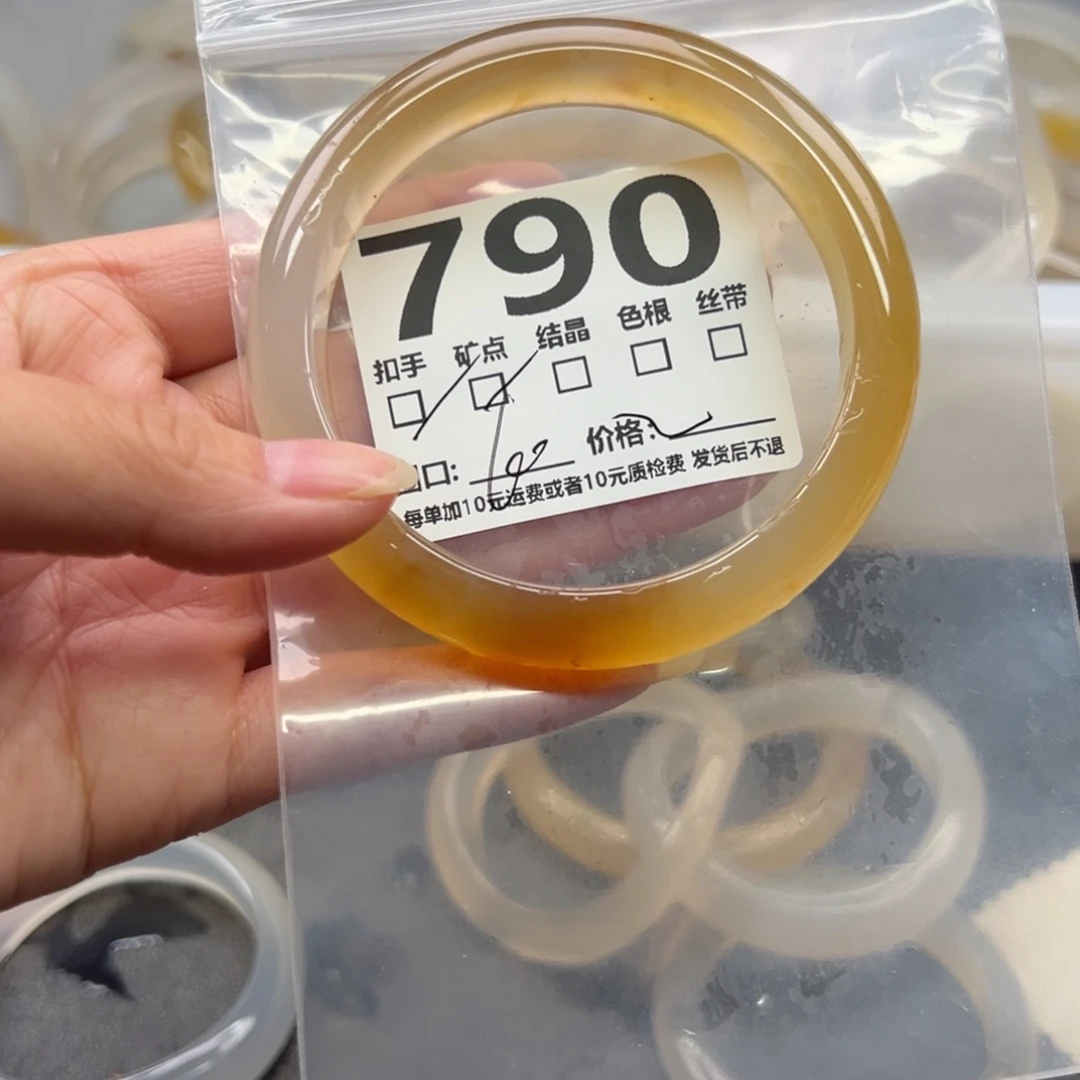 790
扣手 矿点 结晶 色根 丝带
口: 价格:
每单加10元运费或者10元质检费 发货后不退